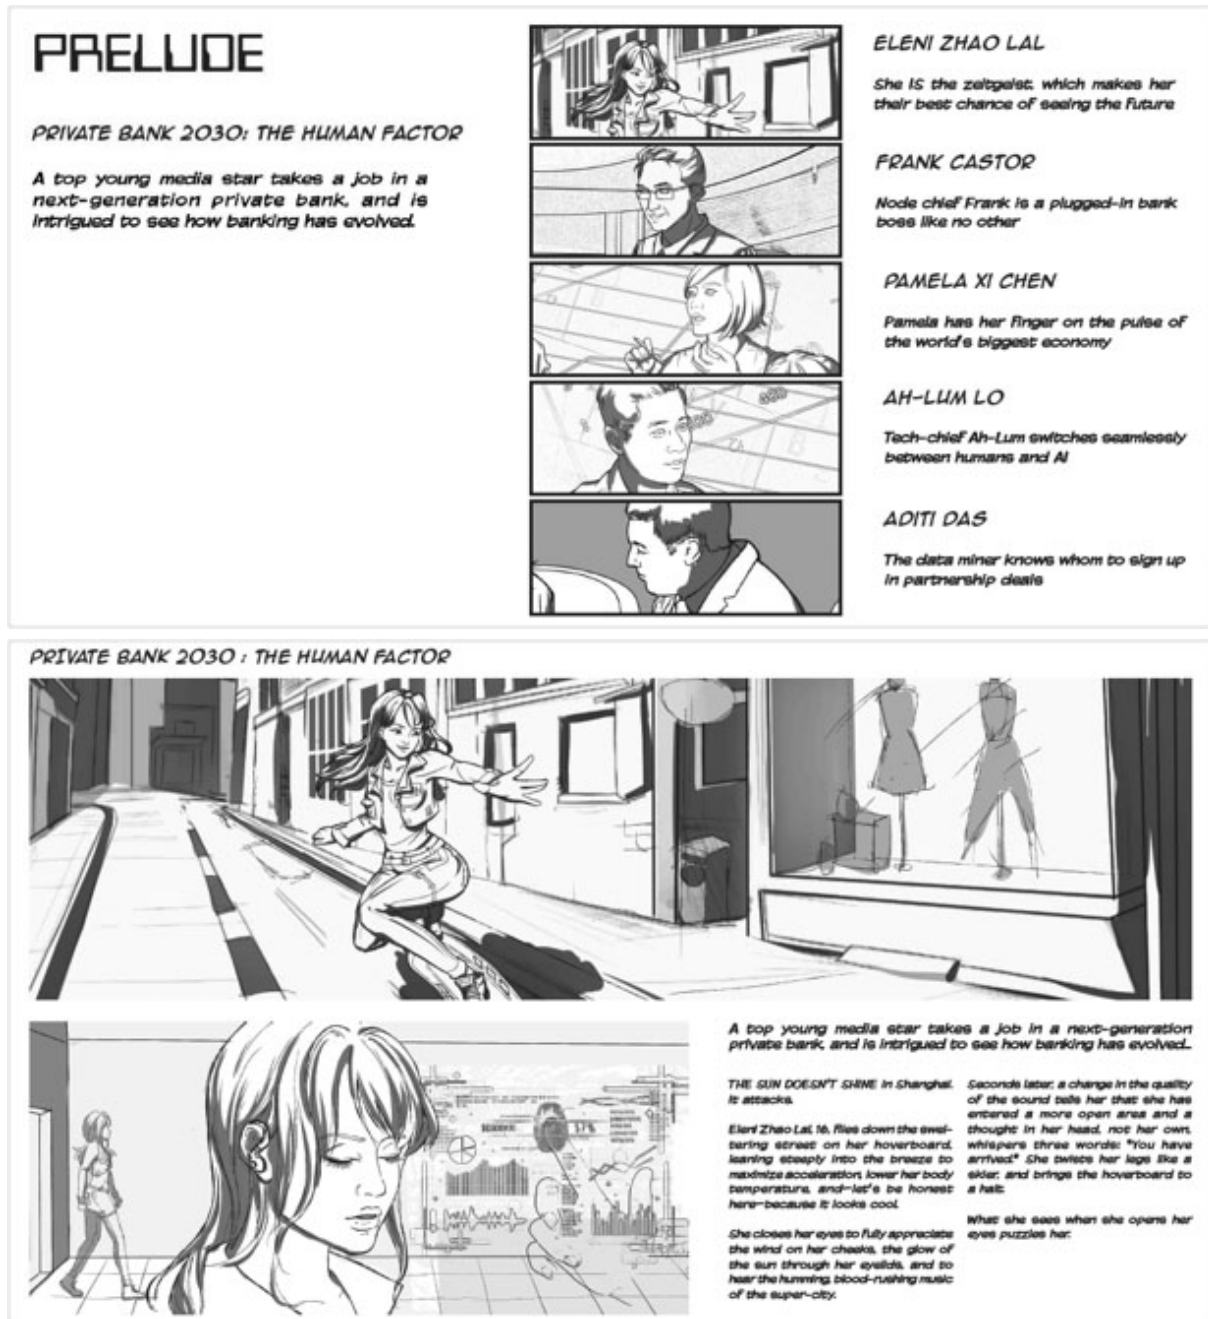 PRELUDE
PRIVATE BANK 2030: THE HUMAN FACTOR
A top young media star takes a job in a
next-generation private bank, and is
intrigued to see how banking has evolved.
ELENI ZHAO LAL
She IS the zeitgeist, which makes her
their best chance of seeing the future
FRANK CASTOR
Node chief Frank is a plugged-in bank
boss like no other
PAMELA XI CHEN
Pamela has her finger on the pulse of
the world's biggest economy
AH-LUM LO
Tech-chief Ah-Lum switches seamlessly
between humans and AI
ADITI DAS
The data miner knows whom to sign up
in partnership deals
PRIVATE BANK 2030 : THE HUMAN FACTOR
A top young media star takes a job in a next-generation
private bank, and is intrigued to see how banking has evolved...
THE SUN DOESN'T SHINE in Shanghai.
It attacks.
Eleni Zhao Lal, 16, flies down the swel-
tering street on her hoverboard,
leaning steeply into the breeze to
maximize acceleration, lower her body
temperature, and—let's be honest
here—because it looks cool.
She closes her eyes to fully appreciate
the wind on her cheeks, the glow of
the sun through her eyelids, and to
hear the humming, blood-rushing music
of the super-city.
Seconds later, a change in the quality
of the sound tells her that she has
entered a more open area and a
thought in her head, not her own,
whispers three words: "You have
arrived." She twists her legs like a
skier, and brings the hoverboard to
a halt.
What she sees when she opens her
eyes puzzles her.